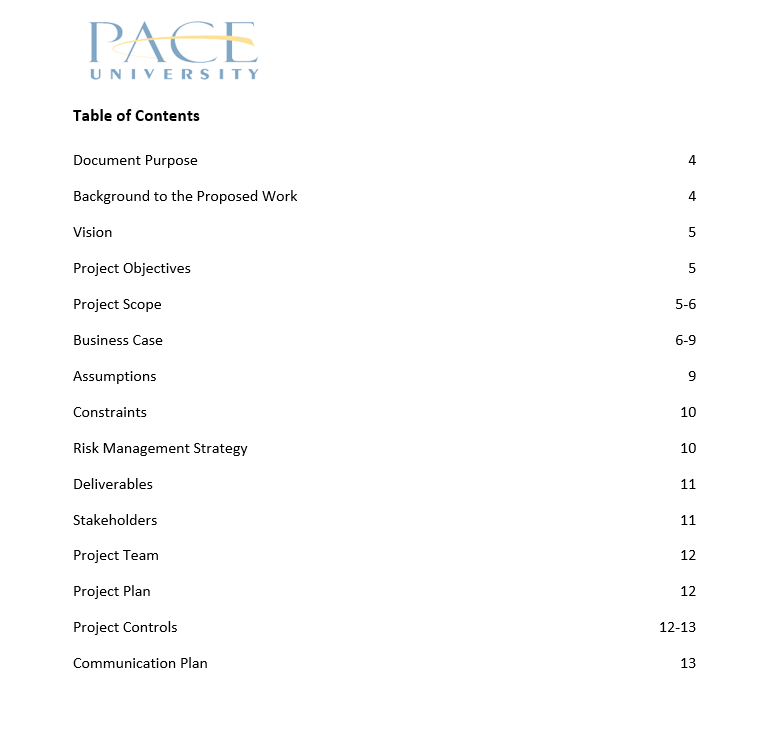 PACE
UNIVERSITY
Table of Contents
Document Purpose 4
Background to the Proposed Work 4
Vision 5
Project Objectives 5
Project Scope 5-6
Business Case 6-9
Assumptions 9
Constraints 10
Risk Management Strategy 10
Deliverables 11
Stakeholders 11
Project Team 12
Project Plan 12
Project Controls 12-13
Communication Plan 13